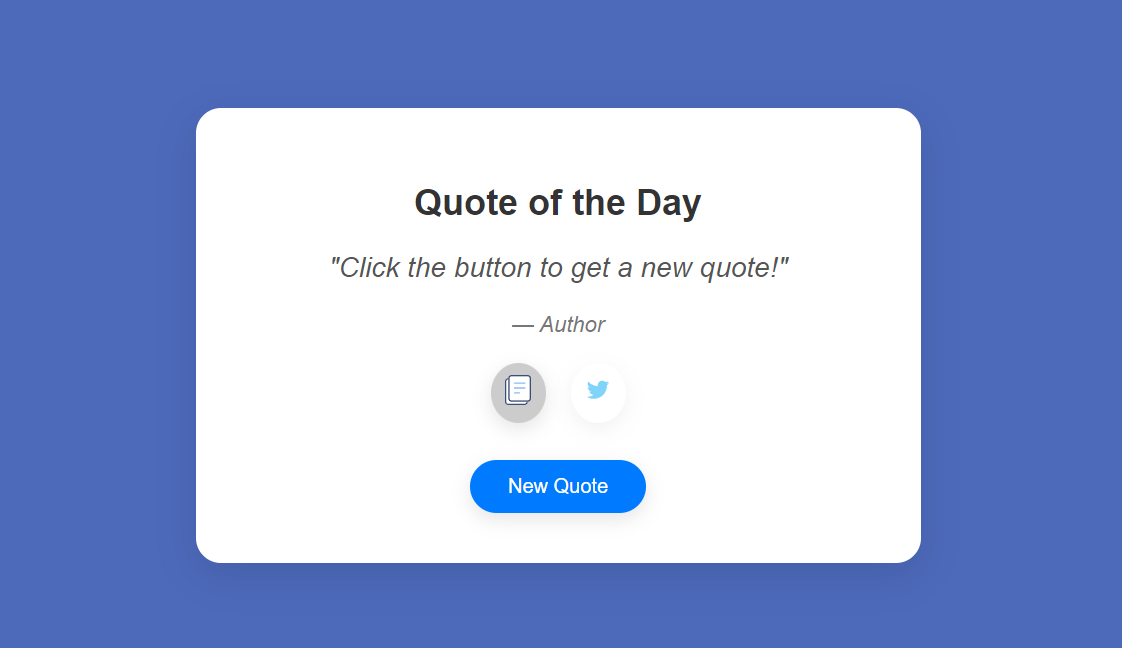 Quote of the Day
"Click the button to get a new quote!"
— Author
New Quote